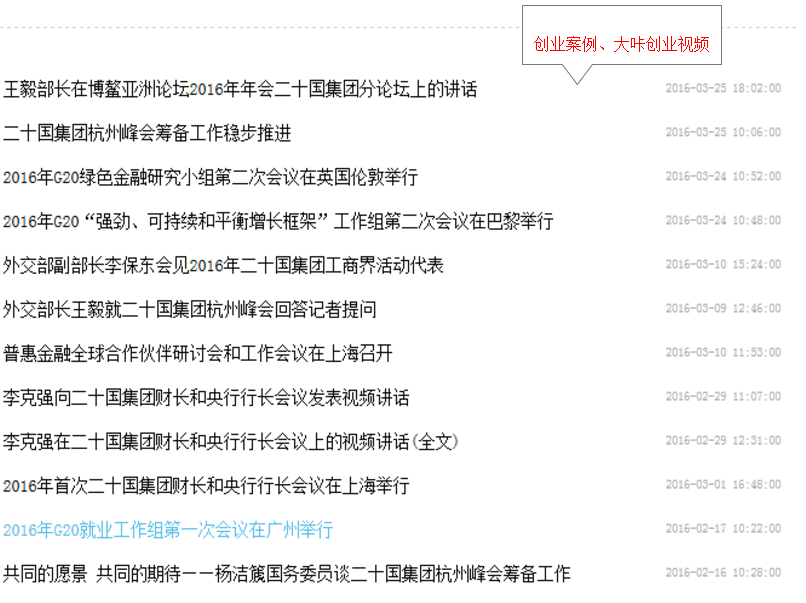 创业案例、大咔创业视频
王毅部长在博鳌亚洲论坛2016年年会二十国集团分论坛上的讲话 2016-03-25 18:02:00
二十国集团杭州峰会筹备工作稳步推进 2016-03-25 10:06:00
2016年G20绿色金融研究小组第二次会议在英国伦敦举行 2016-03-24 10:52:00
2016年G20“强劲、可持续和平衡增长框架”工作组第二次会议在巴黎举行 2016-03-24 10:48:00
外交部副部长李保东会见2016年二十国集团工商界活动代表 2016-03-10 15:24:00
外交部长王毅就二十国集团杭州峰会回答记者提问 2016-03-09 12:46:00
普惠金融全球合作伙伴研讨会和工作会议在上海召开 2016-03-10 11:53:00
李克强向二十国集团财长和央行行长会议发表视频讲话 2016-02-29 11:07:00
李克强在二十国集团财长和央行行长会议上的视频讲话(全文) 2016-02-29 12:31:00
2016年首次二十国集团财长和央行行长会议在上海举行 2016-03-01 16:48:00
2016年G20就业工作组第一次会议在广州举行 2016-02-17 10:22:00
共同的愿景 共同的期待——杨洁篪国务委员谈二十国集团杭州峰会筹备工作 2016-02-16 10:28:00